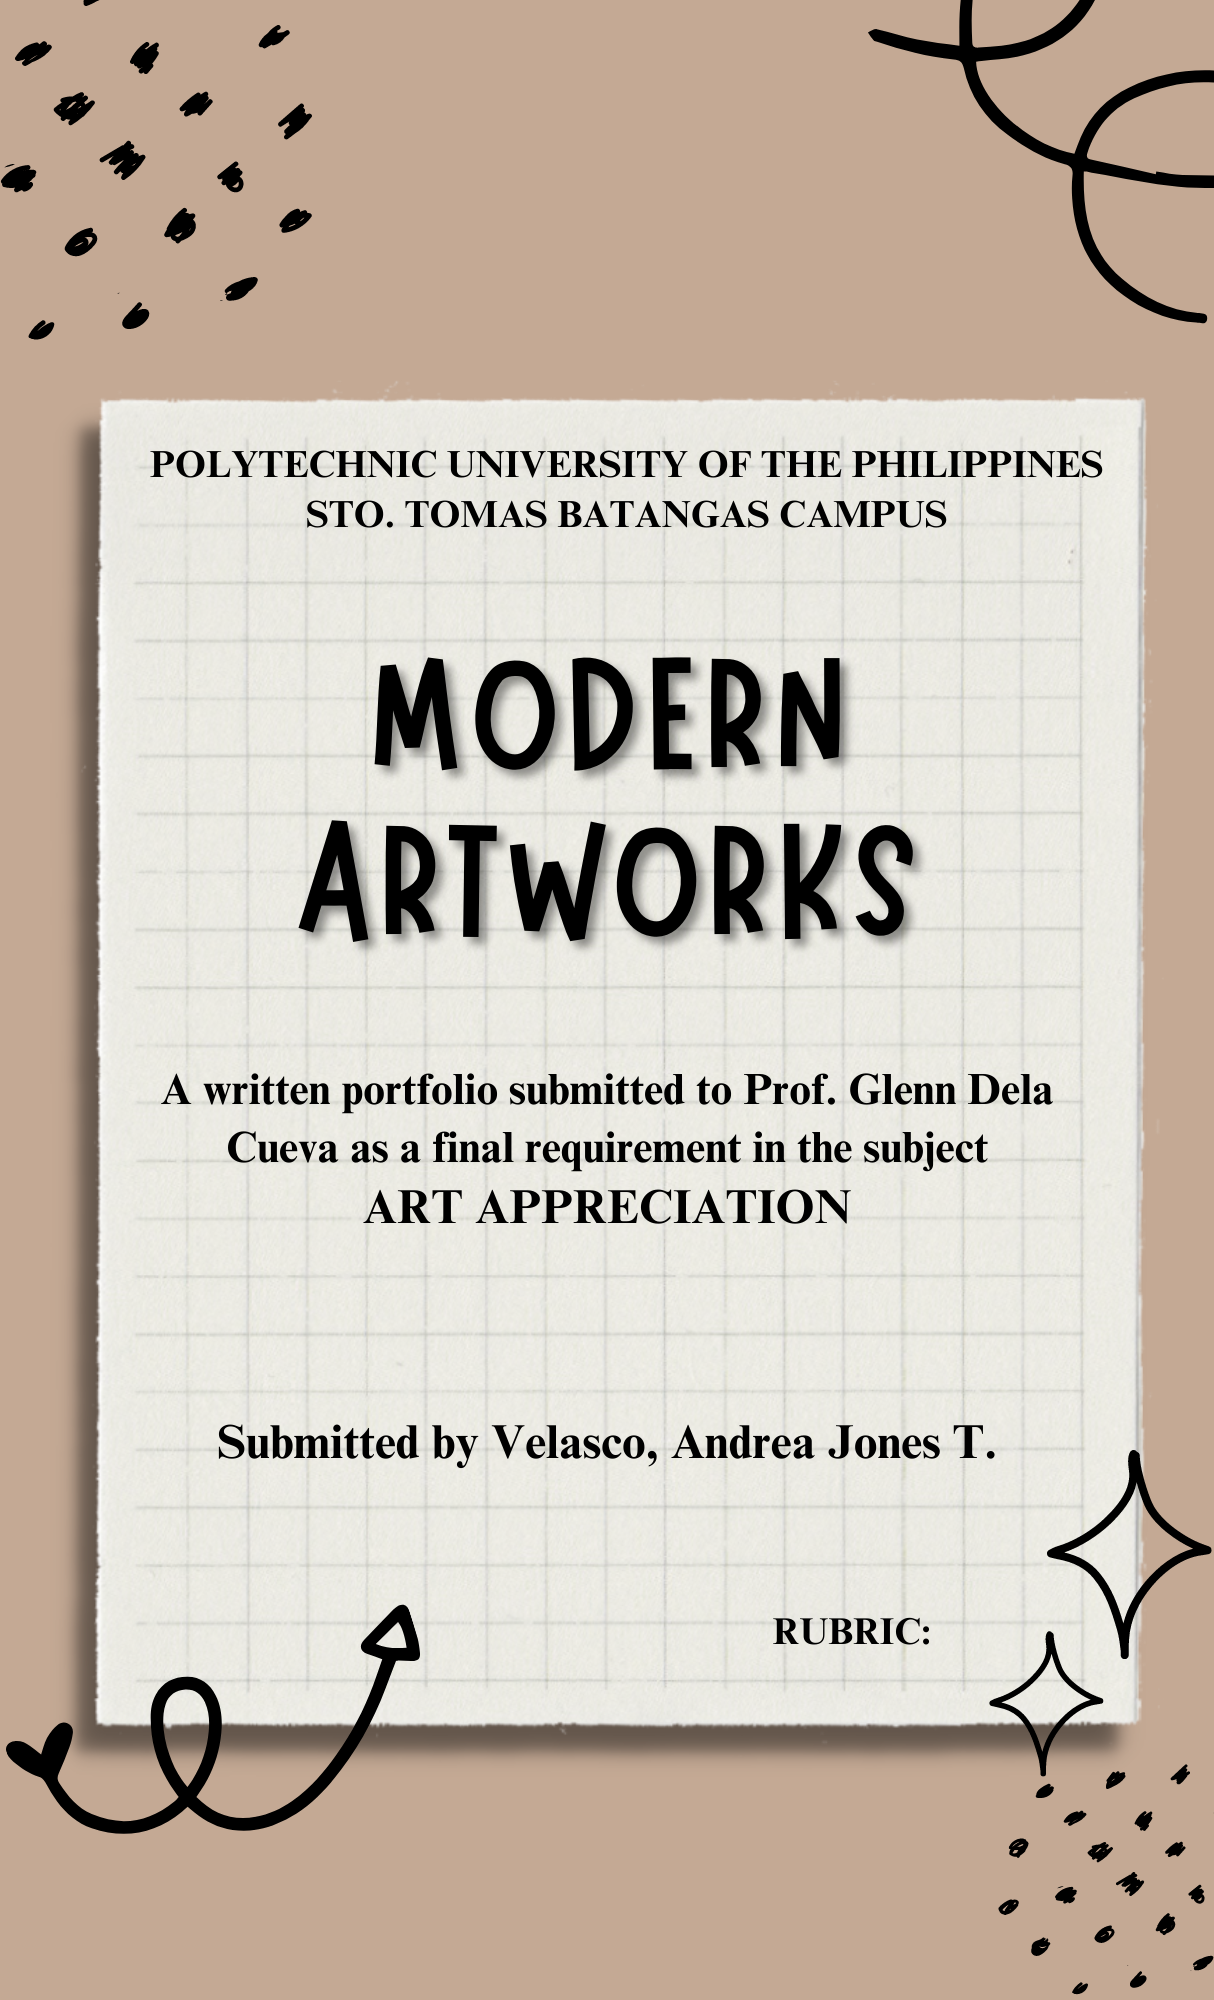 POLYTECHNIC UNIVERSITY OF THE PHILIPPINES
STO. TOMAS BATANGAS CAMPUS
MODERN
ARTWORKS
A written portfolio submitted to Prof. Glenn Dela
Cueva as a final requirement in the subject
ART APPRECIATION
Submitted by Velasco, Andrea Jones T.
RUBRIC: